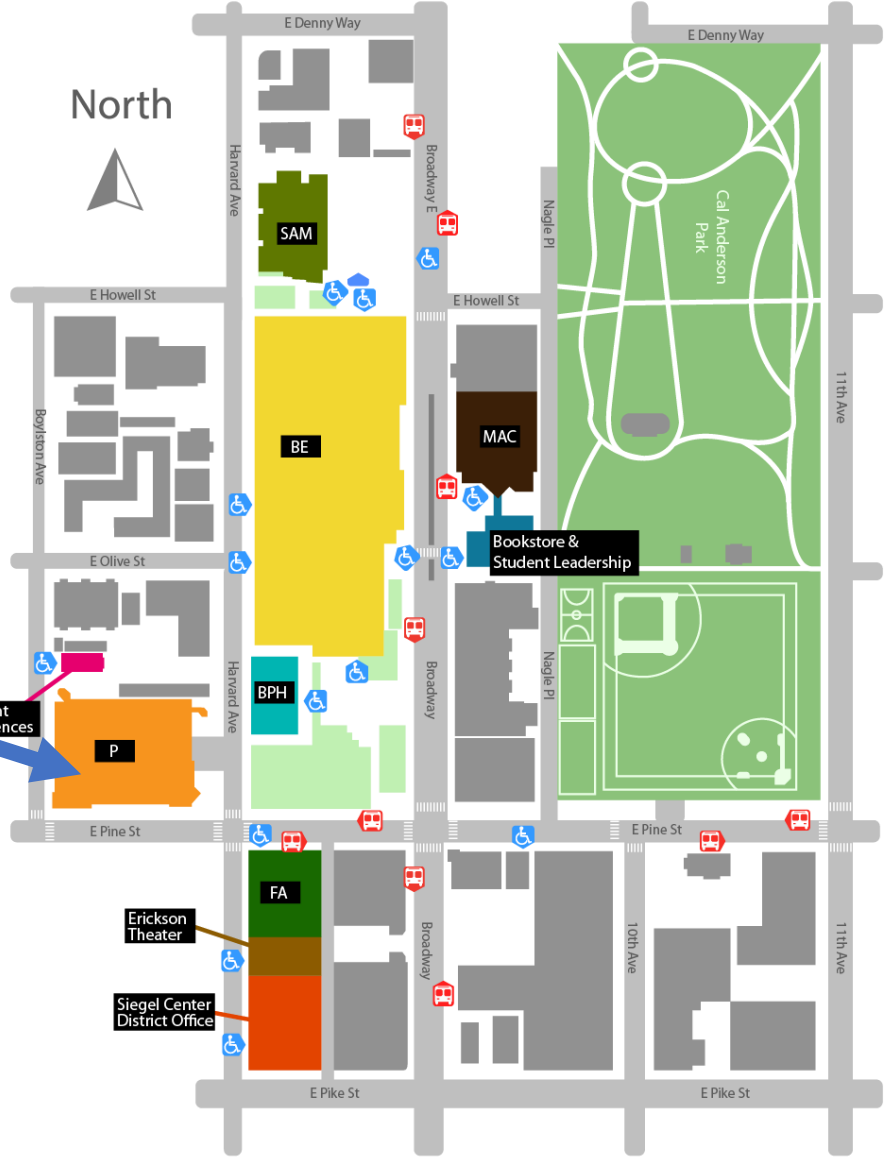 E Denny Way
E Denny Way
North
Harvard Ave
Broadway E
SAM
Nagle Pl
Cal Anderson
Park
E Howell St
E Howell St
Boylston Ave
BE
MAC
11th Ave
Bookstore &
Student Leadership
E Olive St
Harvard Ave
BPH
Broadway
Nagle Pl
nt
ences
P
E Pine St
E Pine St
FA
Erickson
Theater
Broadway
10th Ave
11th Ave
Siegel Center
District Office
E Pike St
E Pike St